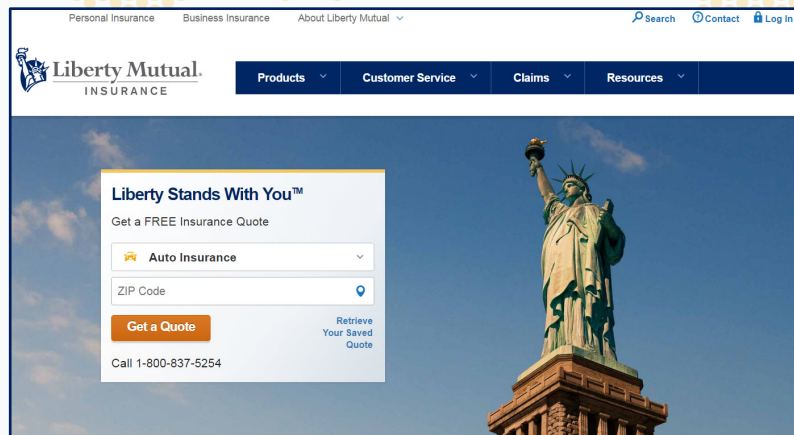 Personal Insurance Business Insurance About Liberty Mutual
Search Contact Log In
Liberty Mutual.
INSURANCE
Products Customer Service Claims Resources
Liberty Stands With You™
Get a FREE Insurance Quote
Auto Insurance
ZIP Code
Get a Quote
Retrieve
Your Saved
Quote
Call 1-800-837-5254